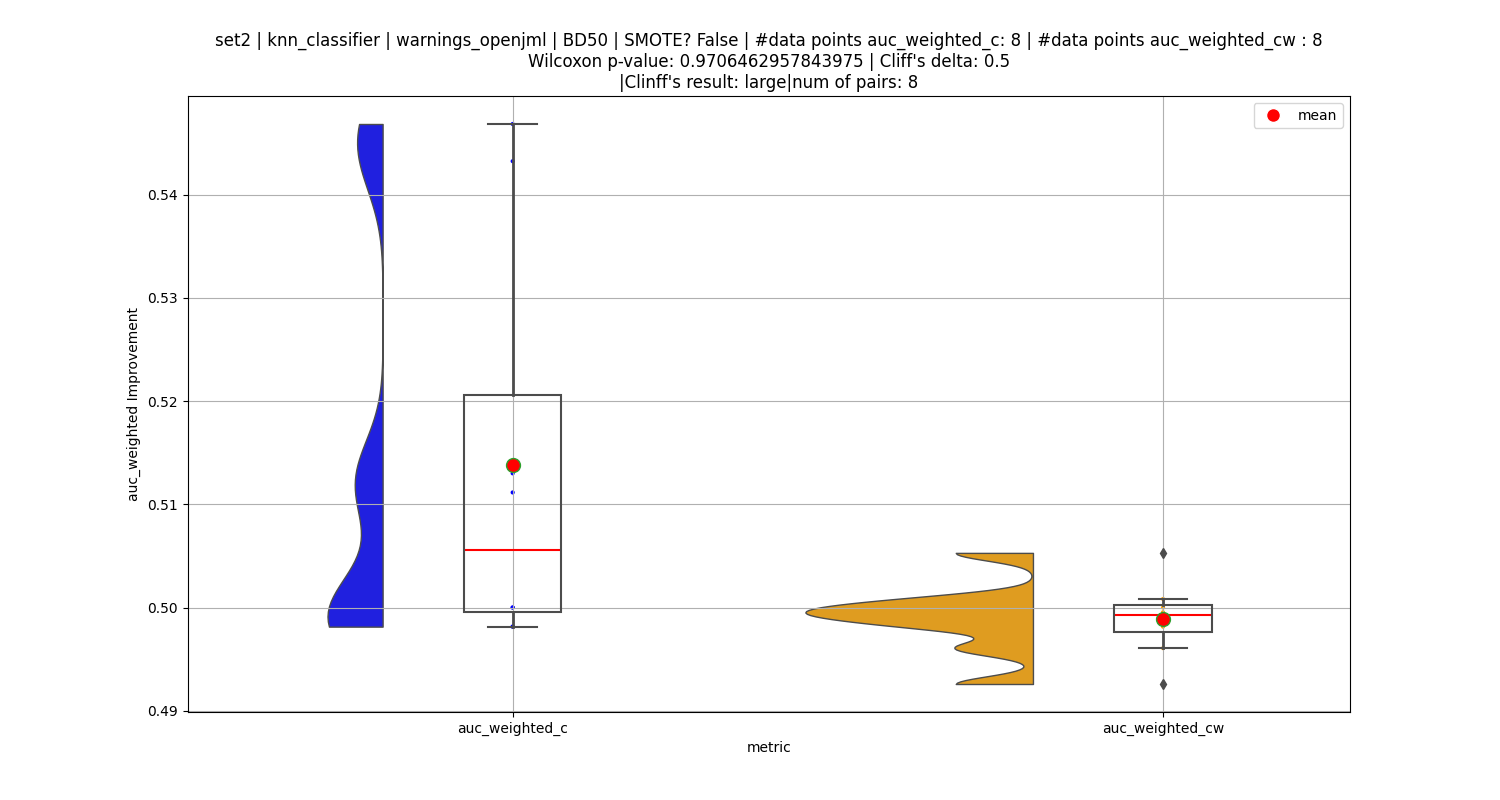 set2 | knn_classifier | warnings_openjml | BD50 | SMOTE? False | #data points auc_weighted_c: 8 | #data points auc_weighted_cw : 8
Wilcoxon p-value: 0.9706462957843975 | Cliff's delta: 0.5
|Clinff's result: large|num of pairs: 8
mean
0.54
0.53
0.52
0.51
0.50
0.49
auc_weighted Improvement
auc_weighted_c
auc_weighted_cw
metric